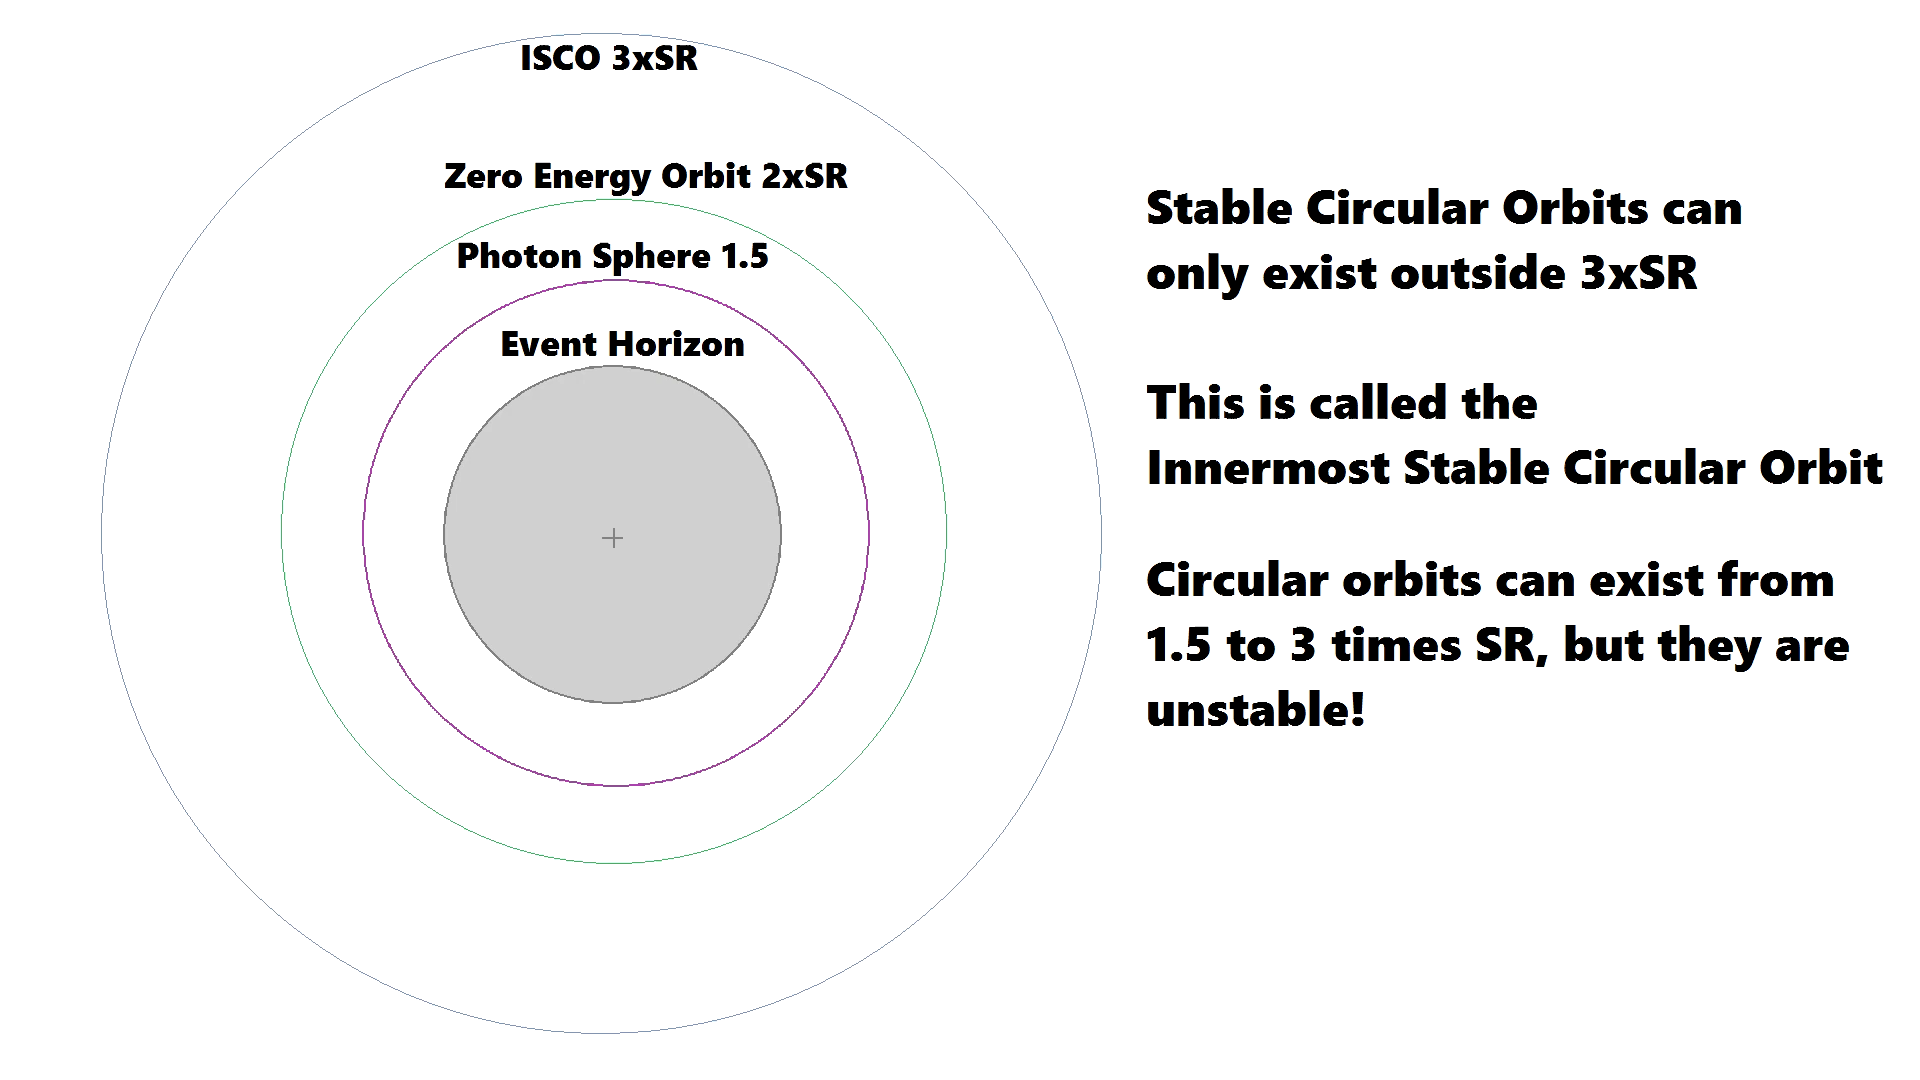 ISCO 3xSR
Zero Energy Orbit 2xSR
Photon Sphere 1.5
Event Horizon
Stable Circular Orbits can
only exist outside 3xSR
This is called the
Innermost Stable Circular Orbit
Circular orbits can exist from
1.5 to 3 times SR, but they are
unstable!